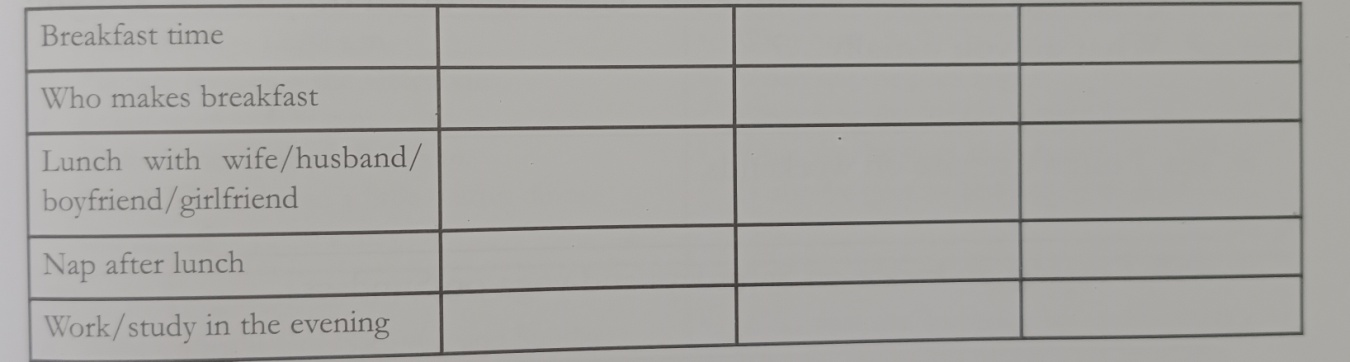 Breakfast time
Who makes breakfast
Lunch with wife/husband/
boyfriend/girlfriend
Nap after lunch
Work/study in the evening